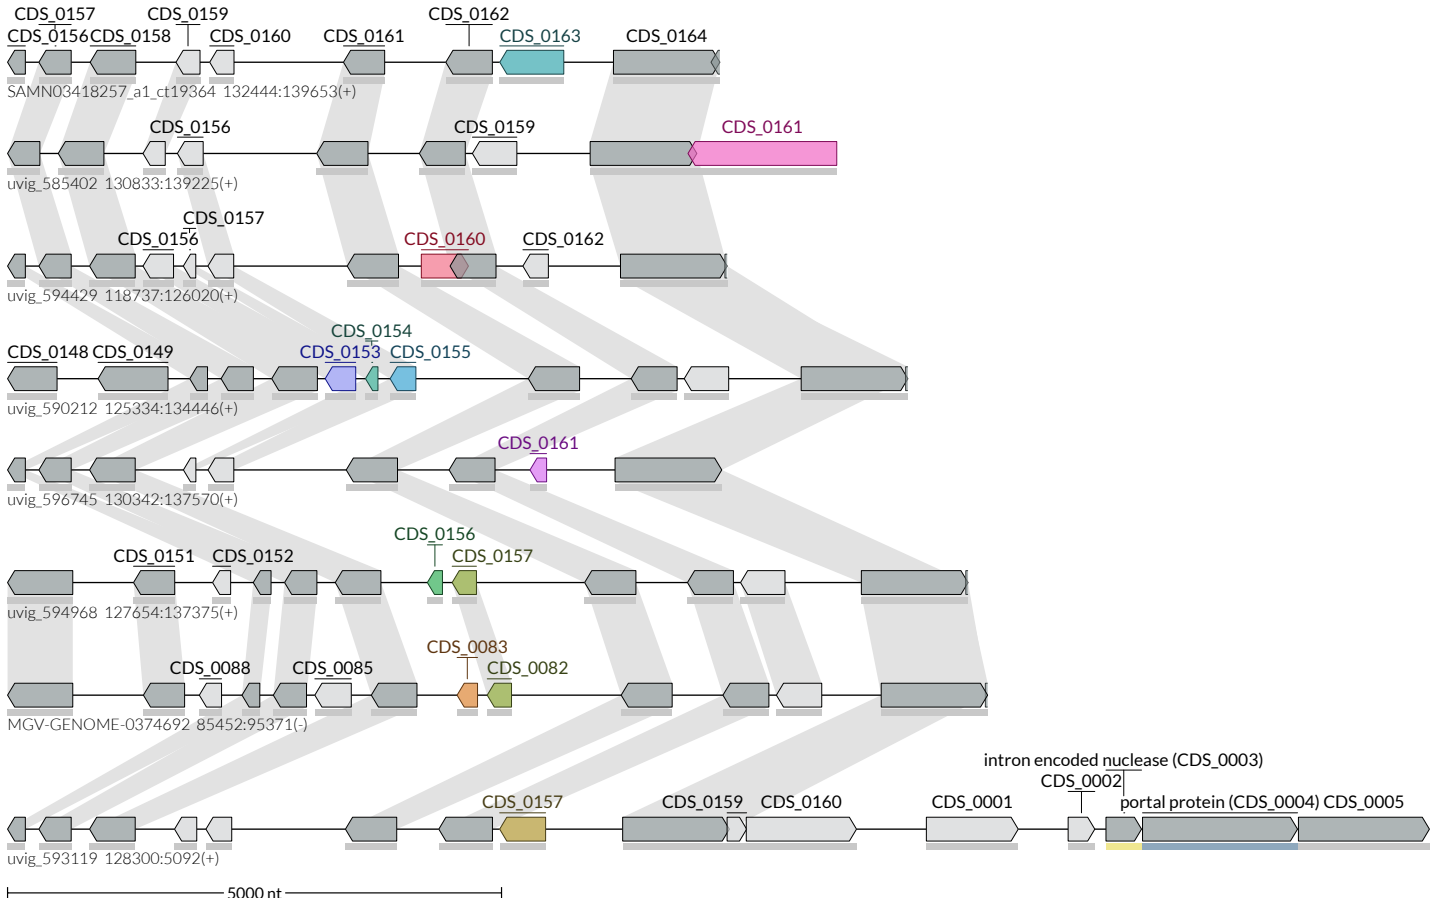 CDS_0157 CDS_0159 CDS_0162
CDS_0156 CDS_0158 CDS_0160 CDS_0161 CDS_0163 CDS_0164
SAMN03418257_a1_ct19364 132444:139653(+)
CDS_0156 CDS_0159 CDS_0161
uvig_585402 130833:139225(+)
CDS_0157
CDS_0156 CDS_0160 CDS_0162
uvig_594429 118737:126020(+)
CDS_0154
CDS_0148 CDS_0149 CDS_0153 CDS_0155
uvig_590212 125334:134446(+)
CDS_0161
uvig_596745 130342:137570(+)
CDS_0156
CDS_0151 CDS_0152 CDS_0157
uvig_594968 127654:137375(+)
CDS_0083
CDS_0088 CDS_0085 CDS_0082
MGV-GENOME-0374692 85452:95371(-)
intron encoded nuclease (CDS_0003)
CDS_0002
CDS_0157 CDS_0159 CDS_0160 CDS_0001 portal protein (CDS_0004) CDS_0005
uvig_593119 128300:5092(+)
5000 nt